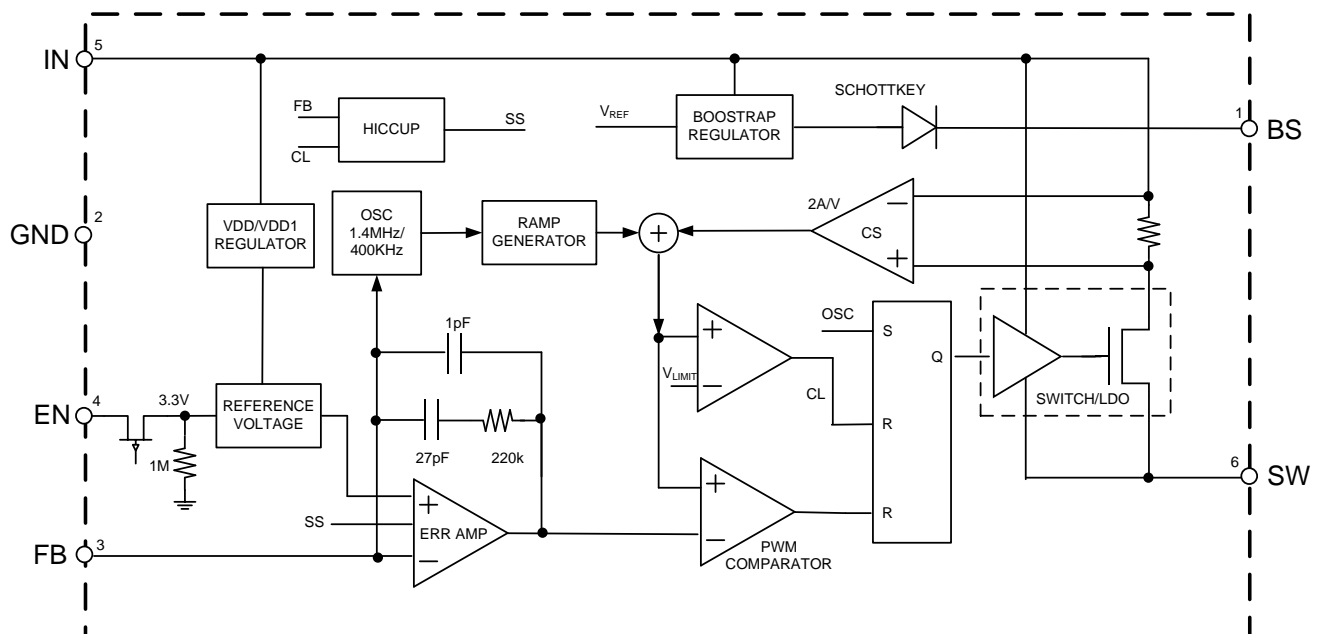 IN
5
SCHOTTKEY
FB
HICCUP
SS
CL
VREF
BOOSTRAP
REGULATOR
1
BS
2
GND
VDD/VDD1
REGULATOR
OSC
1.4MHz/
400KHz
RAMP
GENERATOR
+
2A/V
−
CS
+
1pF
OSC
S
+
VLIMIT
−
CL
Q
R
SWITCH/LDO
EN
4
3.3V
REFERENCE
VOLTAGE
1M
27pF
220k
6
SW
+
SS
ERR AMP
−
+
−
R
PWM
COMPARATOR
FB
3